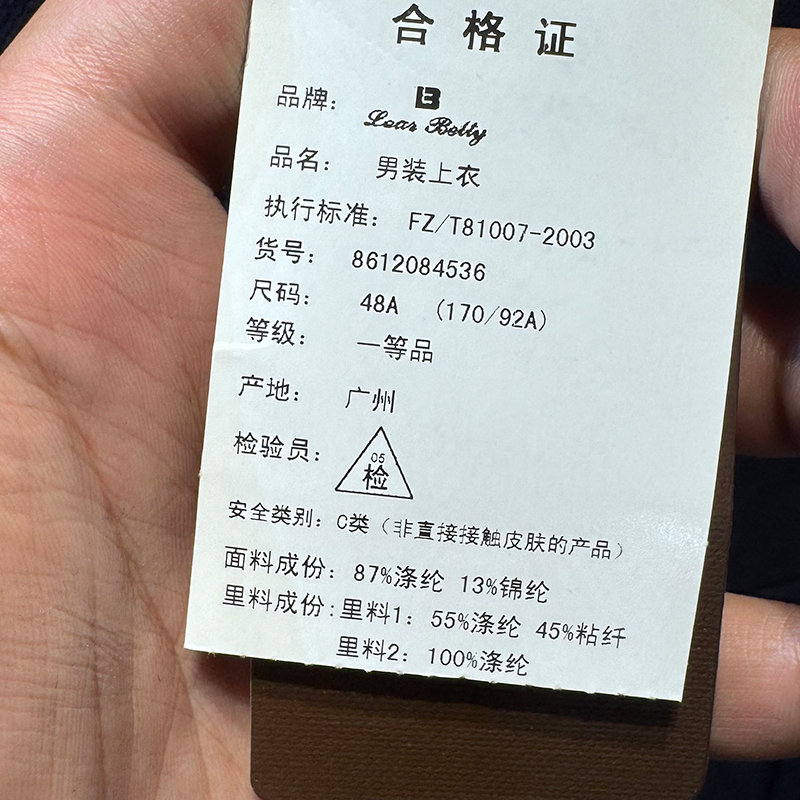 合格证
品牌： B
Lear Betty
品名： 男装上衣
执行标准： FZ/T81007-2003
货号： 8612084536
尺码： 48A （170/92A）
等级： 一等品
产地： 广州
检验员： 05
检
安全类别：C类（非直接接触皮肤的产品）
面料成份：87%涤纶 13%锦纶
里料成份：里料1：55%涤纶 45%粘纤
里料2：100%涤纶